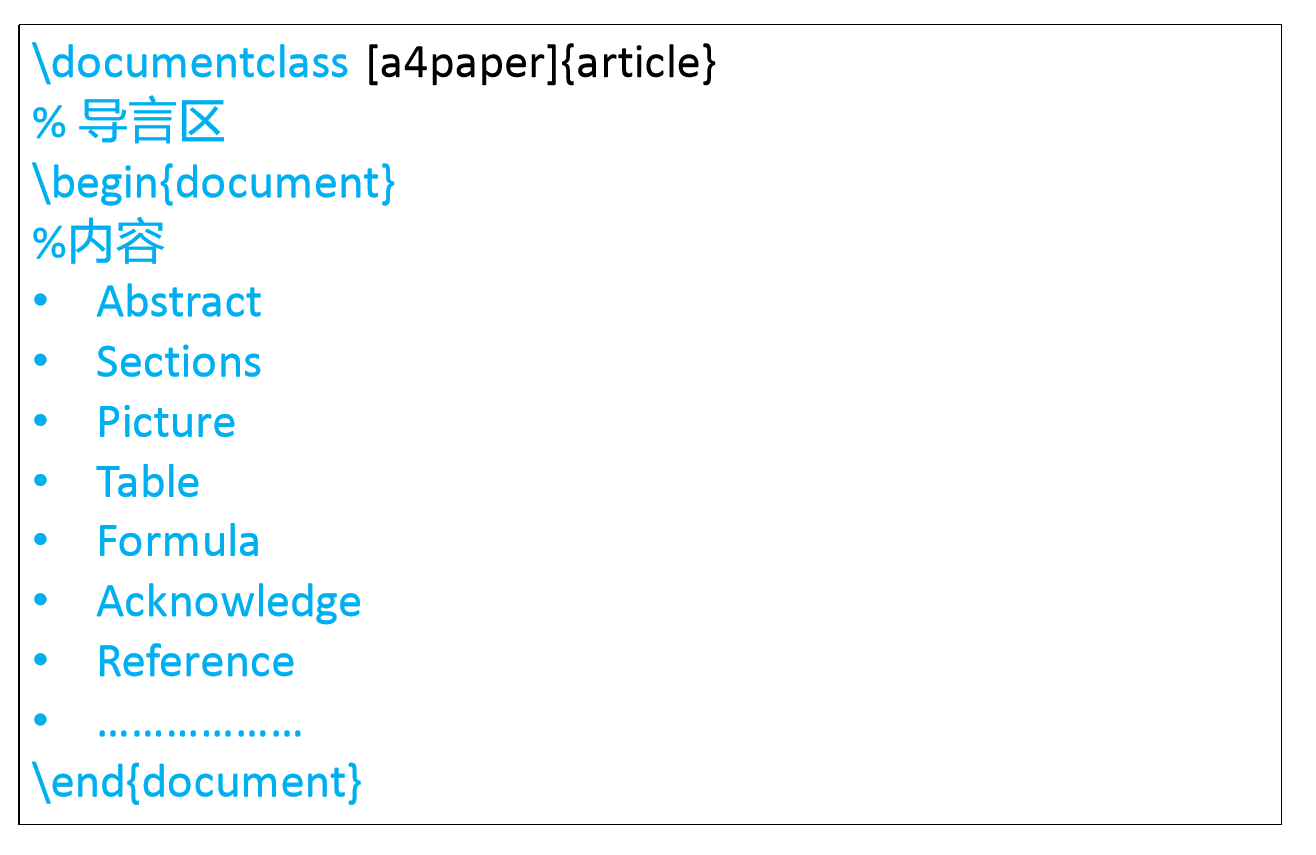 \documentclass [a4paper]{article}
% 导言区
\begin{document}
%内容
• Abstract
• Sections
• Picture
• Table
• Formula
• Acknowledge
• Reference
• ………………
\end{document}